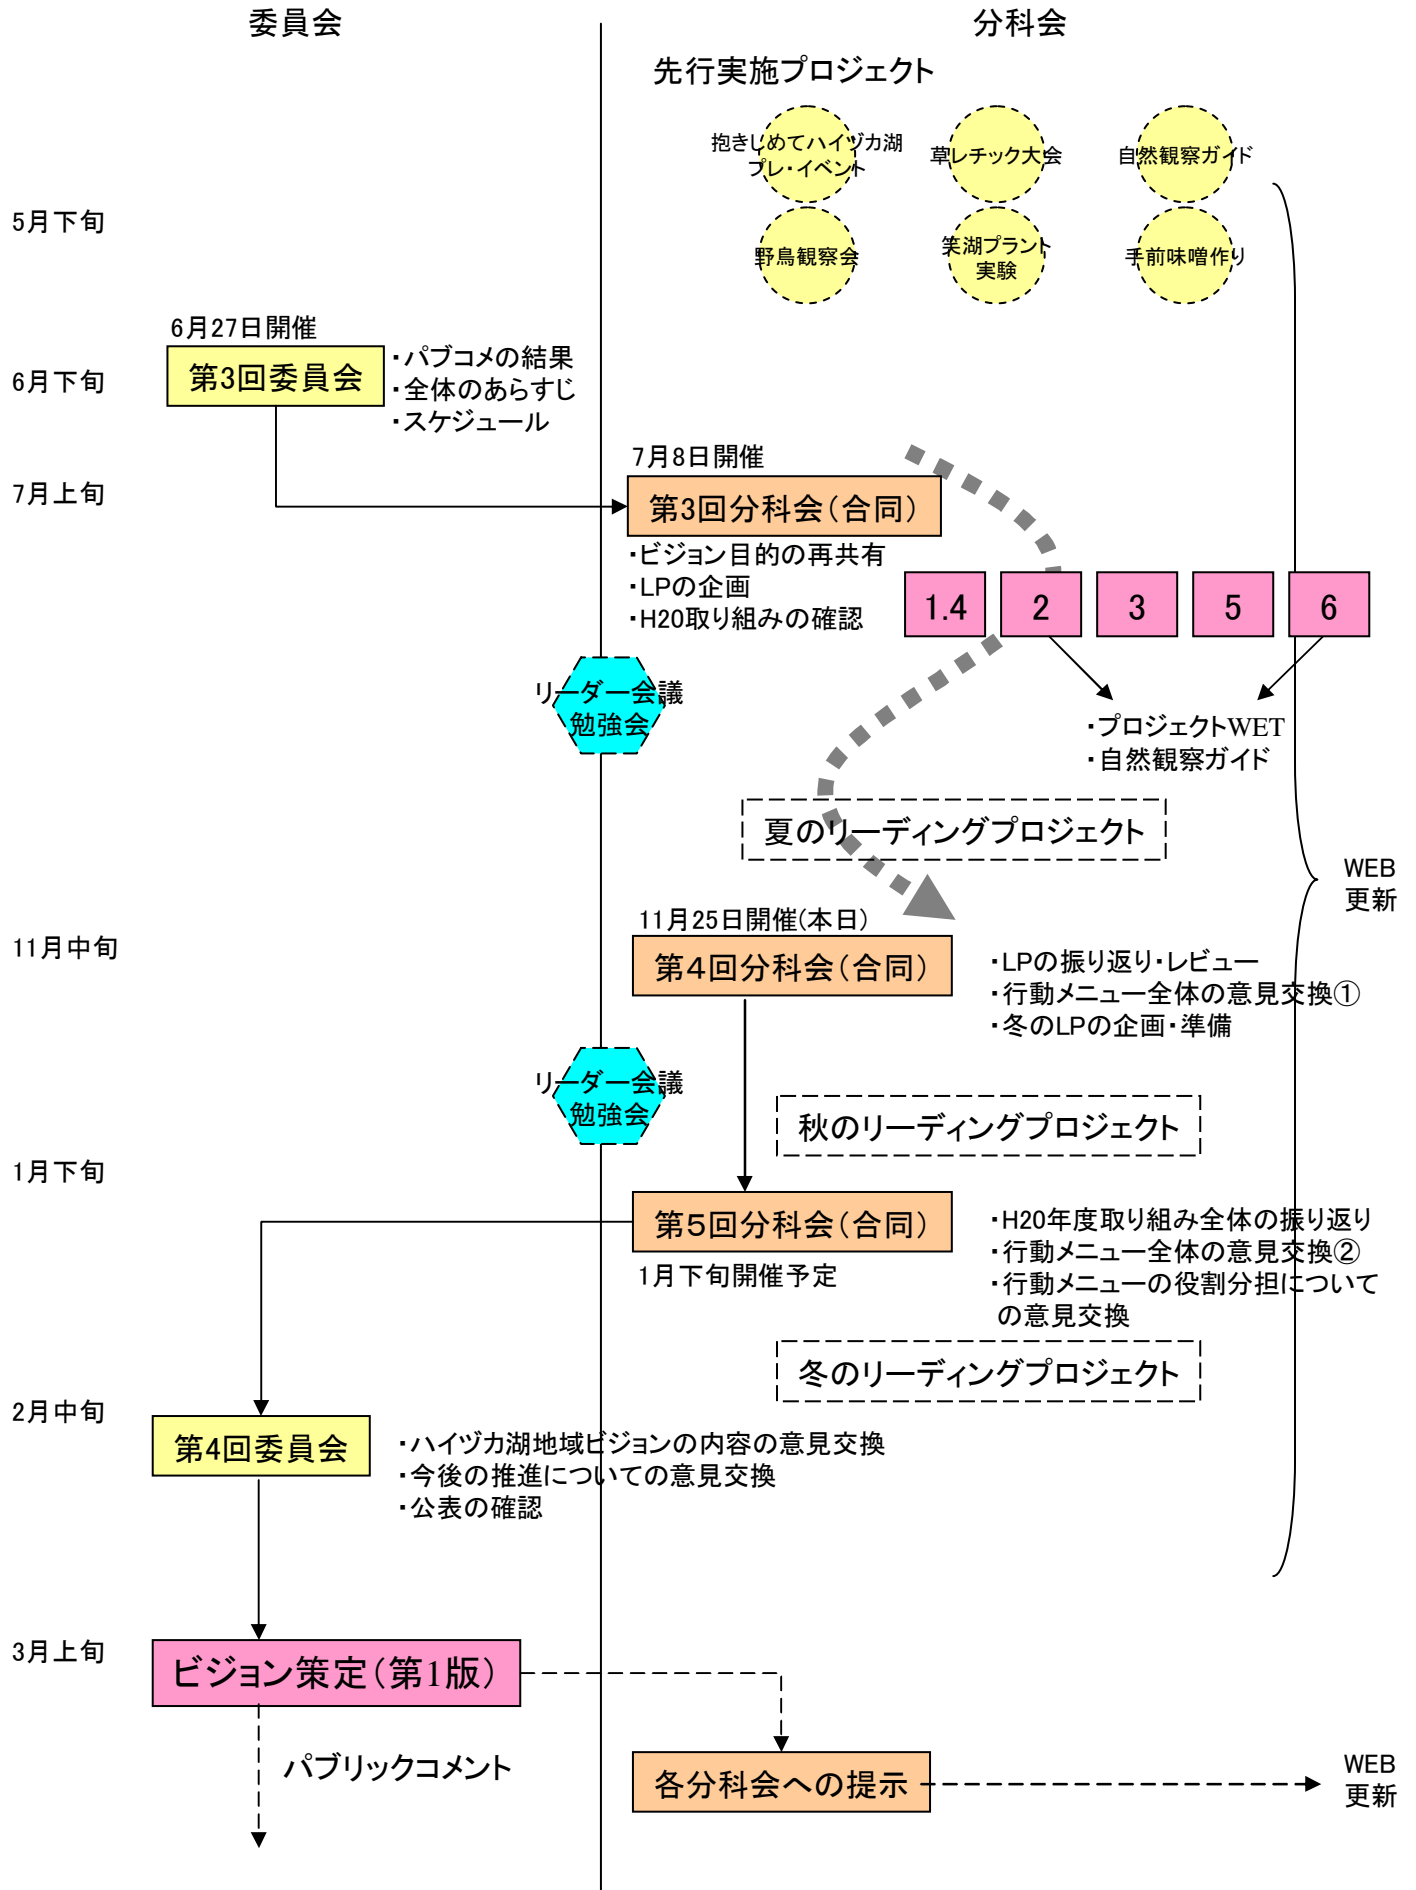 委員会
分科会
先行実施プロジェクト
抱きしめてハイヅカ湖
プレ・イベント
草レチック大会
自然観察ガイド
5月下旬
野鳥観察会
笑湖プラント
実験
手前味噌作り
6月27日開催
6月下旬
第3回委員会
・パブコメの結果
・全体のあらすじ
・スケジュール
7月8日開催
7月上旬
第3回分科会(合同)
・ビジョン目的の再共有
・LPの企画
・H20取り組みの確認
1.4
2
3
5
6
リーダー会議
勉強会
・プロジェクトWET
・自然観察ガイド
夏のリーディングプロジェクト
WEB
更新
11月25日開催(本日)
11月中旬
第4回分科会(合同)
・LPの振り返り・レビュー
・行動メニュー全体の意見交換①
・冬のLPの企画・準備
リーダー会議
勉強会
秋のリーディングプロジェクト
1月下旬
第5回分科会(合同)
1月下旬開催予定
・H20年度取り組み全体の振り返り
・行動メニュー全体の意見交換②
・行動メニューの役割分担について
の意見交換
冬のリーディングプロジェクト
2月中旬
第4回委員会
・ハイヅカ湖地域ビジョンの内容の意見交換
・今後の推進についての意見交換
・公表の確認
3月上旬
ビジョン策定(第1版)
パブリックコメント
各分科会への提示
WEB
更新